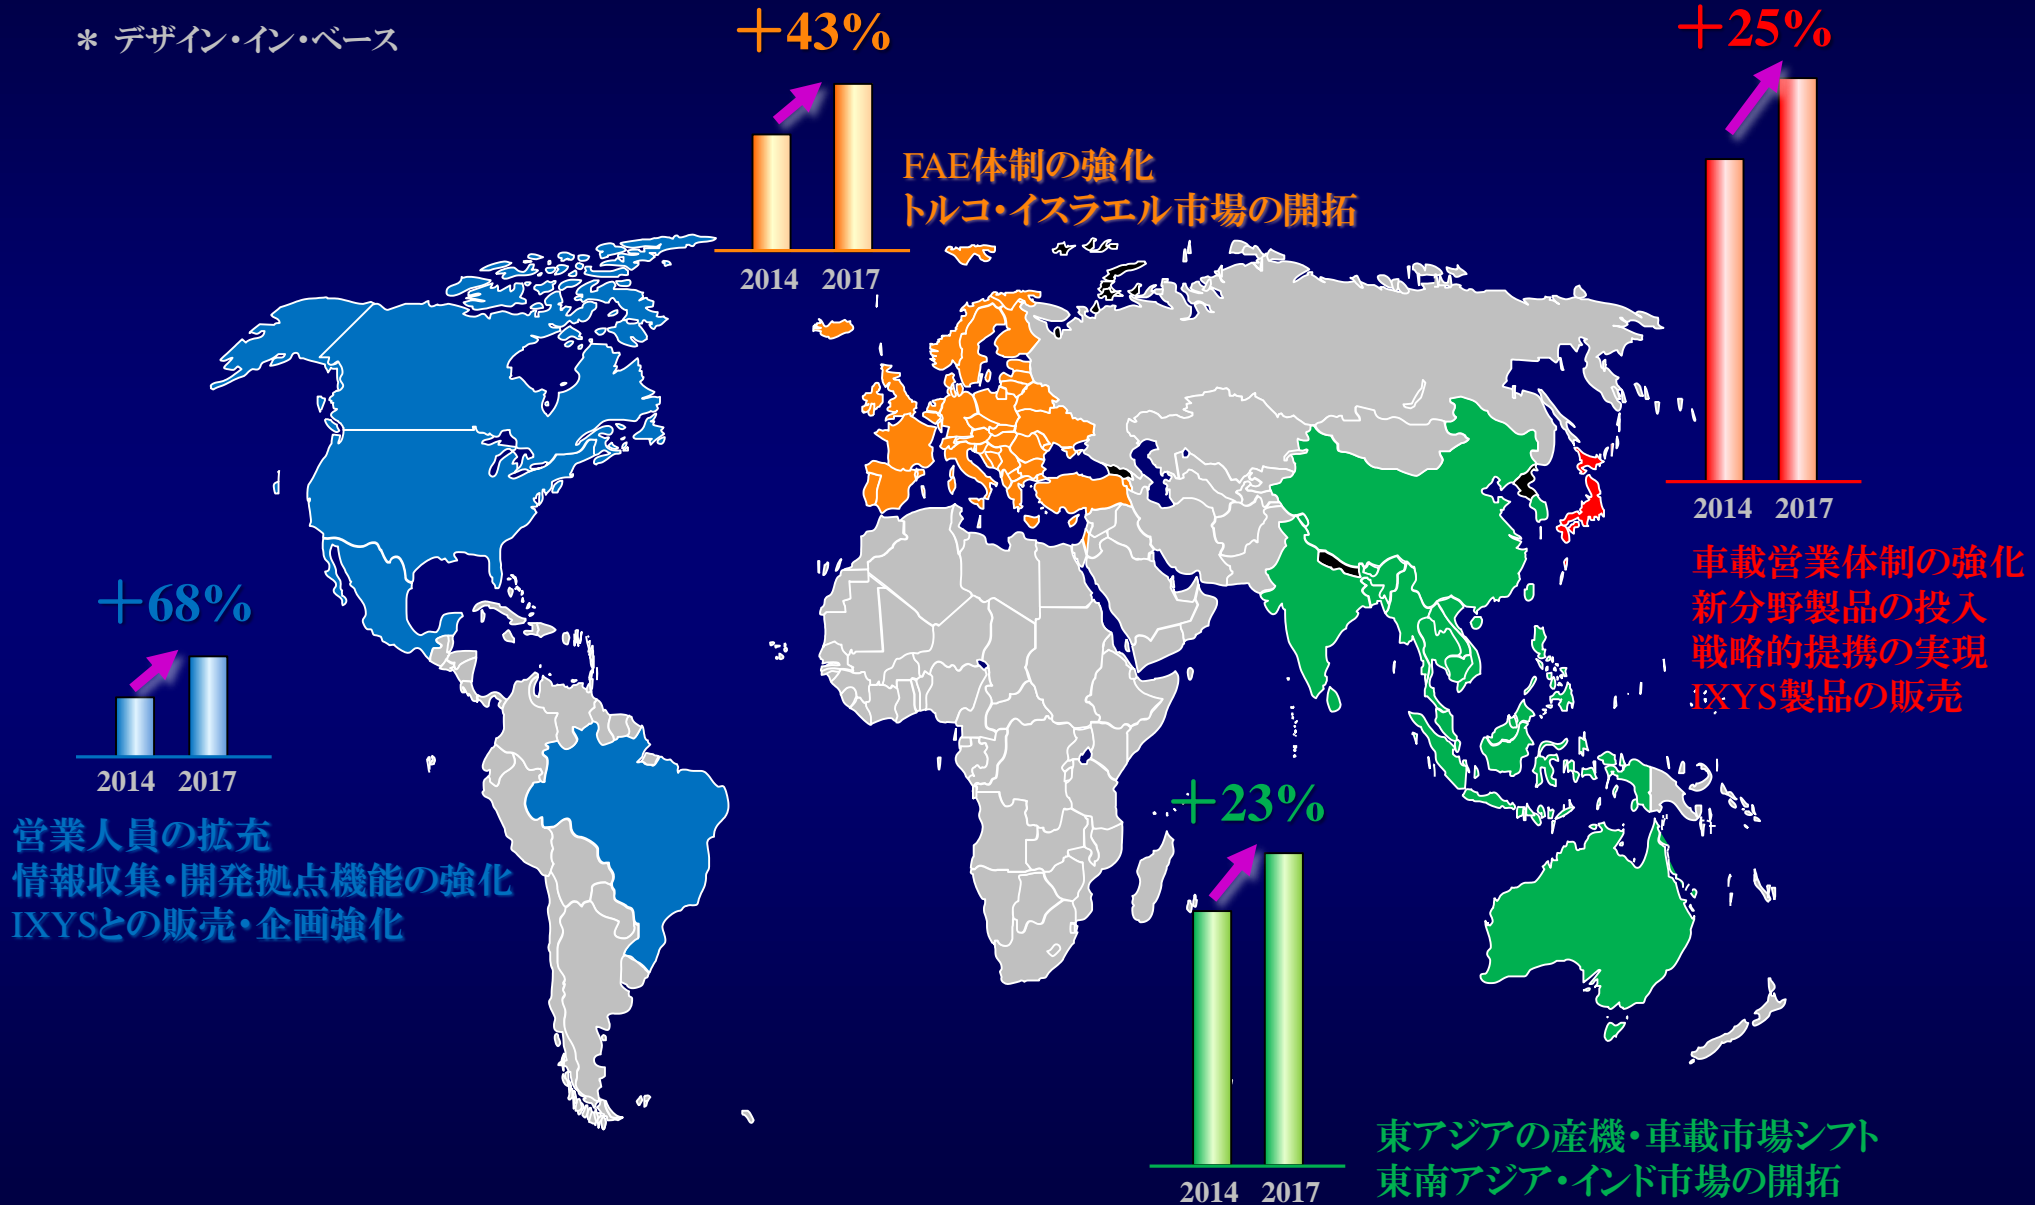 * デザイン・イン・ベース
＋43%
2014 2017
FAE体制の強化
トルコ・イスラエル市場の開拓
＋25%
2014 2017
車載営業体制の強化
新分野製品の投入
戦略的提携の実現
IXYS製品の販売
＋68%
2014 2017
営業人員の拡充
情報収集・開発拠点機能の強化
IXYSとの販売・企画強化
＋23%
2014 2017
東アジアの産機・車載市場シフト
東南アジア・インド市場の開拓